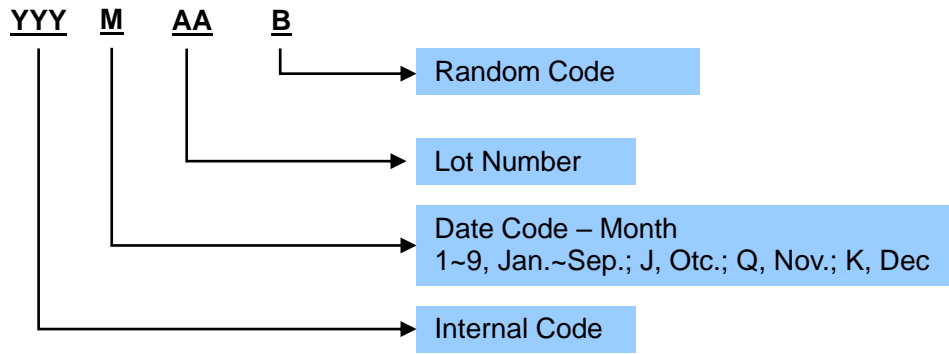 YYY M AA B
Random Code
Lot Number
Date Code – Month
1~9, Jan.~Sep.; J, Otc.; Q, Nov.; K, Dec
Internal Code